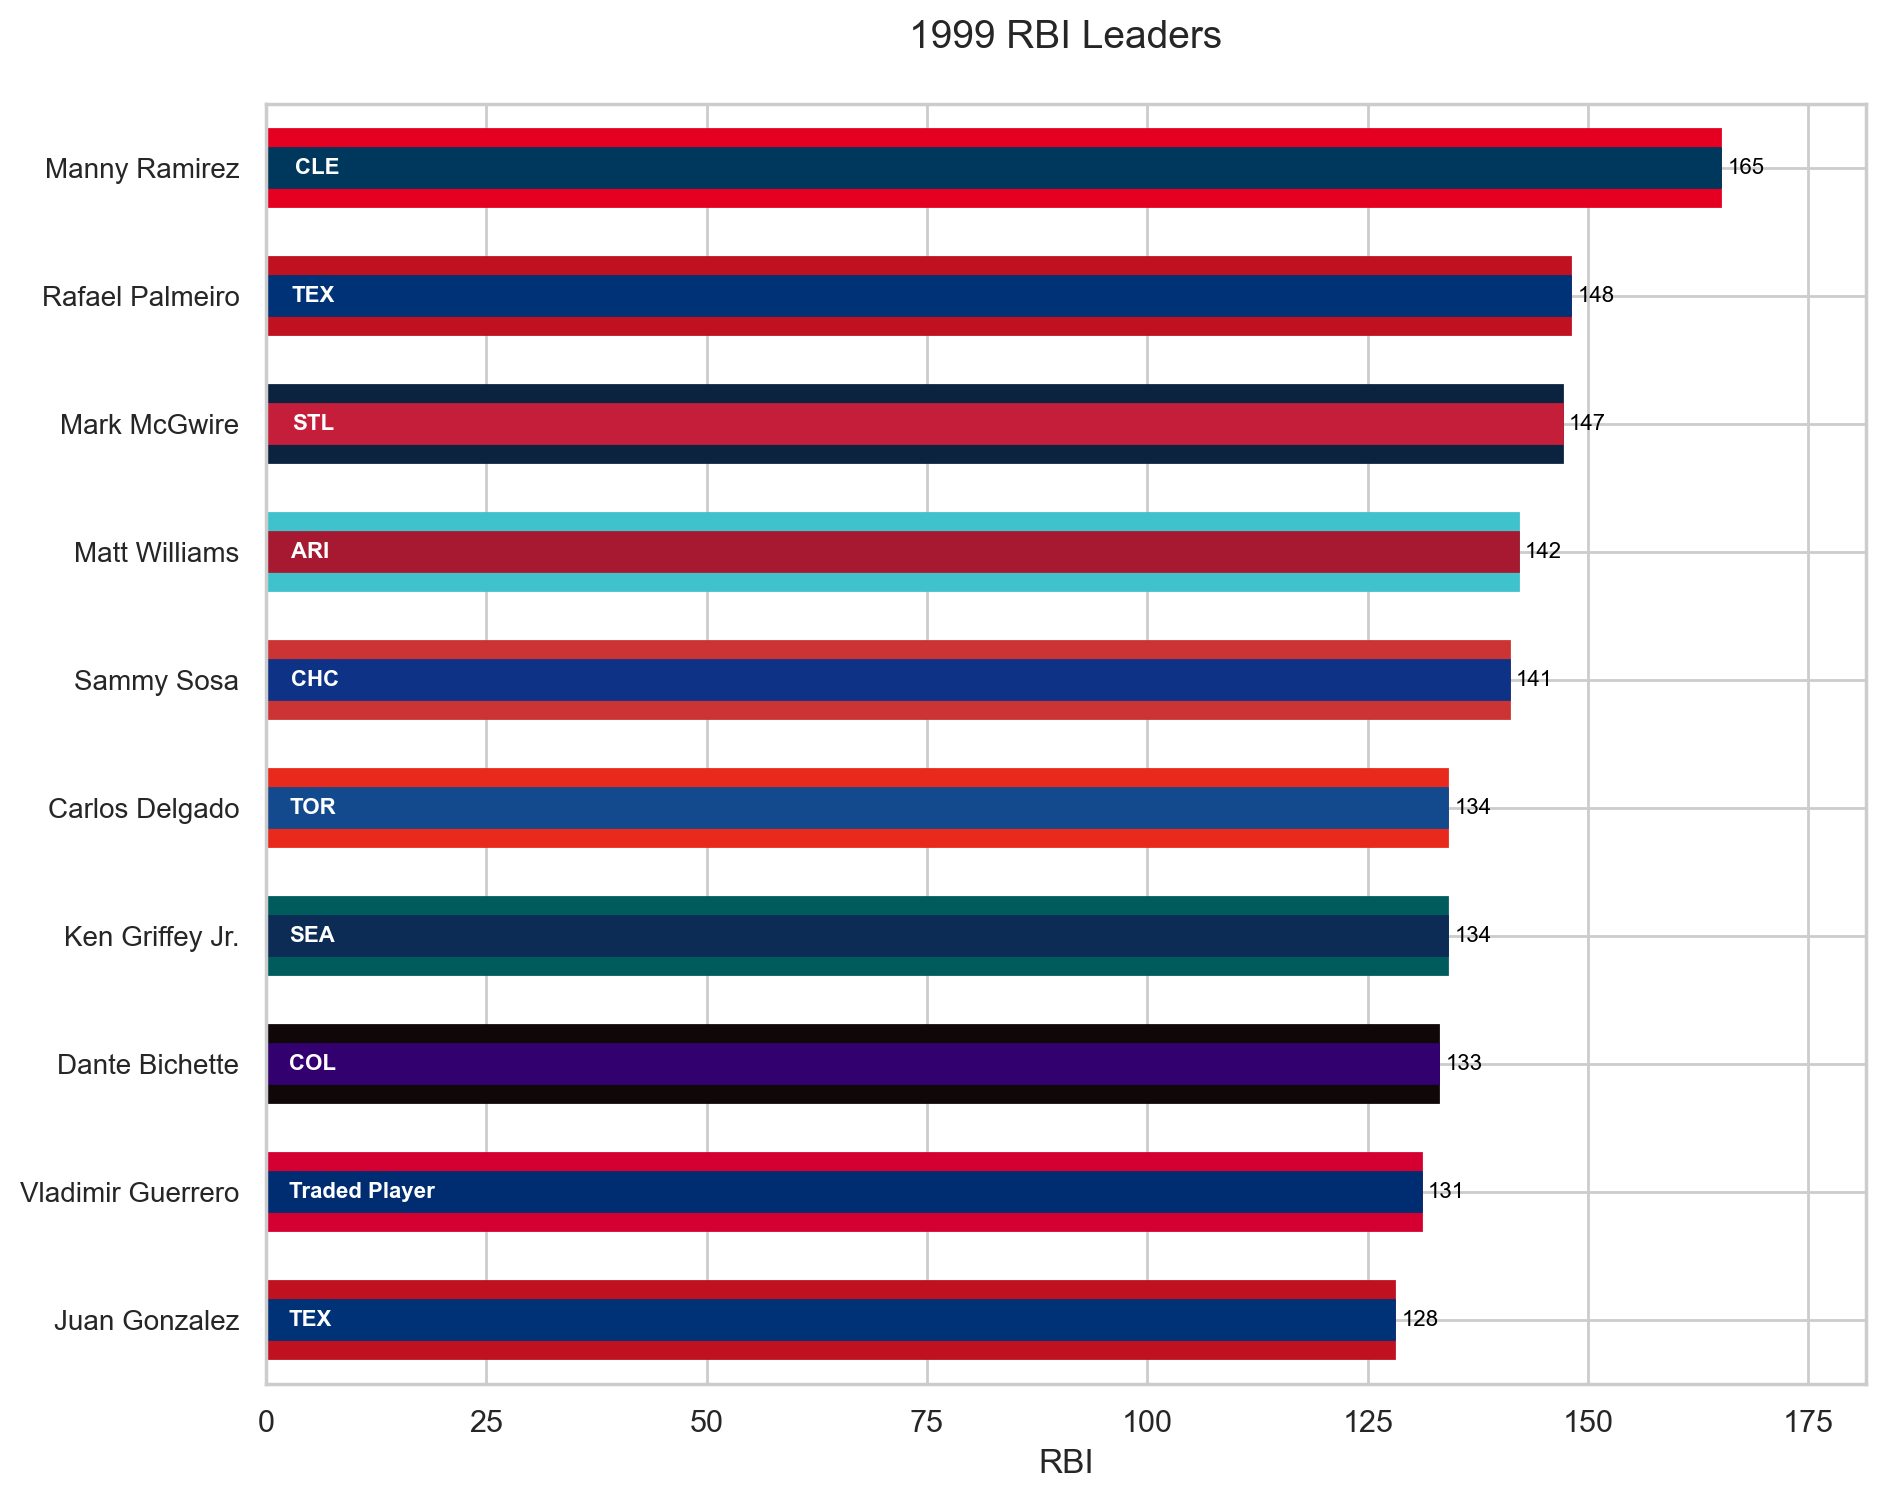 1999 RBI Leaders
Manny Ramirez CLE 165
Rafael Palmeiro TEX 148
Mark McGwire STL 147
Matt Williams ARI 142
Sammy Sosa CHC 141
Carlos Delgado TOR 134
Ken Griffey Jr. SEA 134
Dante Bichette COL 133
Vladimir Guerrero Traded Player 131
Juan Gonzalez TEX 128
0 25 50 75 100 125 150 175
RBI